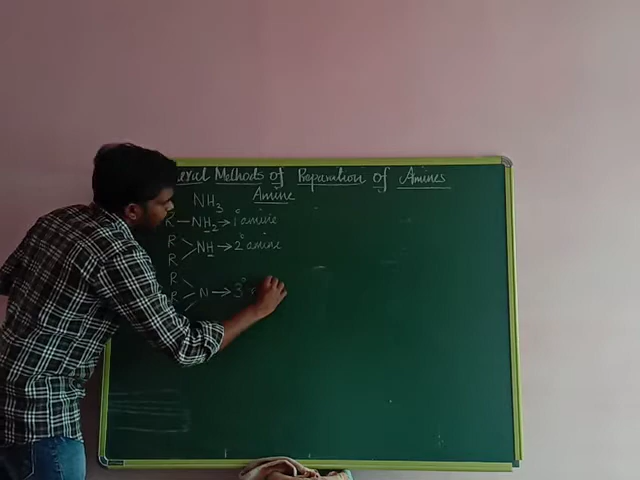 eral Methods of Preparation of Amines
NH3 Amine
R — NH2 → 1° amine
R
NH → 2° amine
R
R
R N → 3°